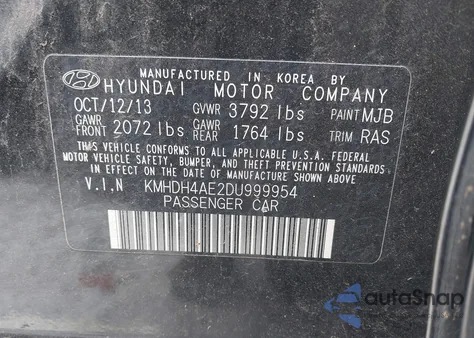 MANUFACTURED IN KOREA BY
HYUNDAI MOTOR COMPANY
OCT/12/13 GVWR 3792 lbs PAINT MJB
GAWR FRONT 2072 lbs GAWR REAR 1764 lbs TRIM RAS
THIS VEHICLE CONFORMS TO ALL APPLICABLE U.S.A. FEDERAL
MOTOR VEHICLE SAFETY, BUMPER, AND THEFT PREVENTION STANDARDS
IN EFFECT ON THE DATE OF MANUFACTURE SHOWN ABOVE
V.I.N KMHDH4AE2DU999954
PASSENGER CAR
autoSnap